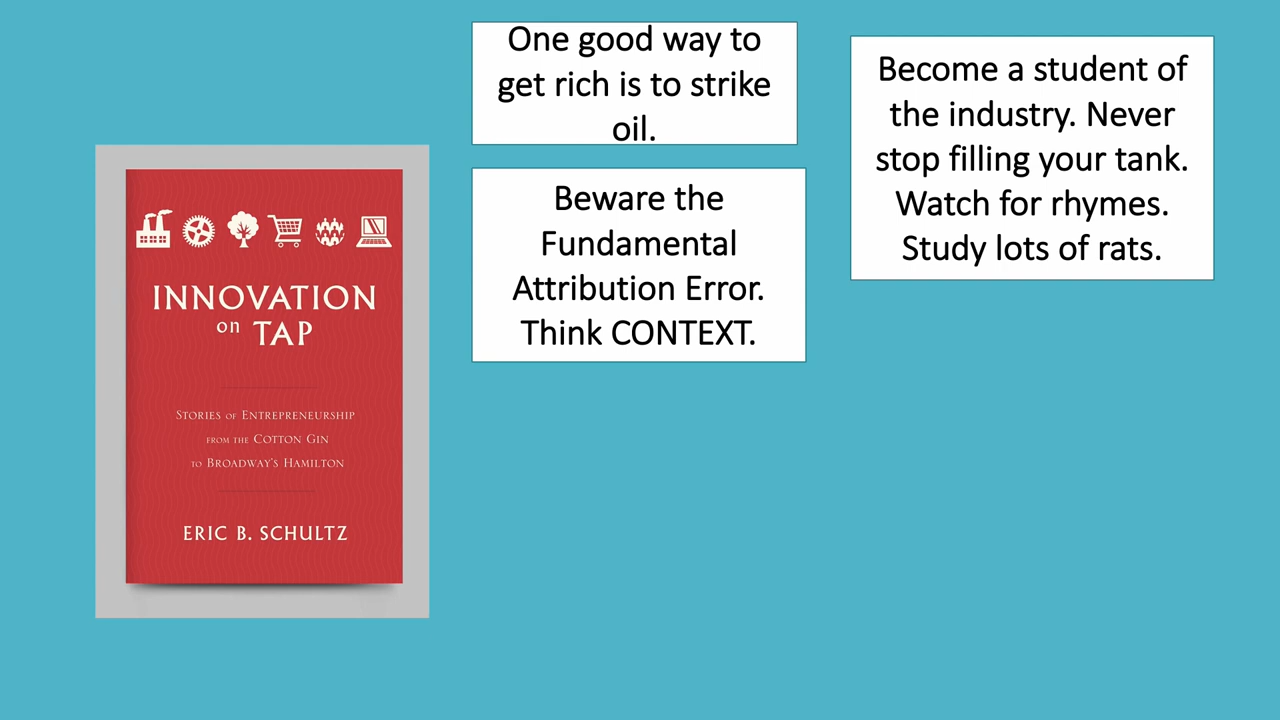 INNOVATION
on TAP
STORIES OF ENTREPRENEURSHIP
FROM THE COTTON GIN
TO BROADWAY'S HAMILTON
ERIC B. SCHULTZ
One good way to
get rich is to strike
oil.
Beware the
Fundamental
Attribution Error.
Think CONTEXT.
Become a student of
the industry. Never
stop filling your tank.
Watch for rhymes.
Study lots of rats.